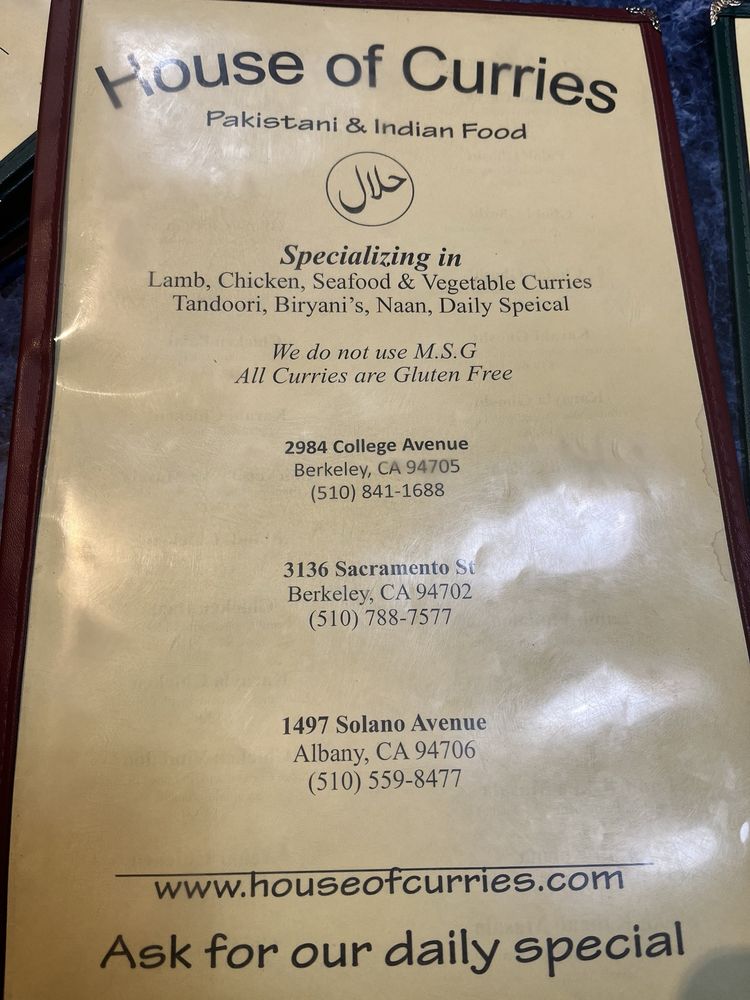 House of Curries
Pakistani & Indian Food
حلال
Specializing in
Lamb, Chicken, Seafood & Vegetable Curries
Tandoori, Biryani's, Naan, Daily Speical
We do not use M.S.G
All Curries are Gluten Free
2984 College Avenue
Berkeley, CA 94705
(510) 841-1688
3136 Sacramento St
Berkeley, CA 94702
(510) 788-7577
1497 Solano Avenue
Albany, CA 94706
(510) 559-8477
www.houseofcurries.com
Ask for our daily special